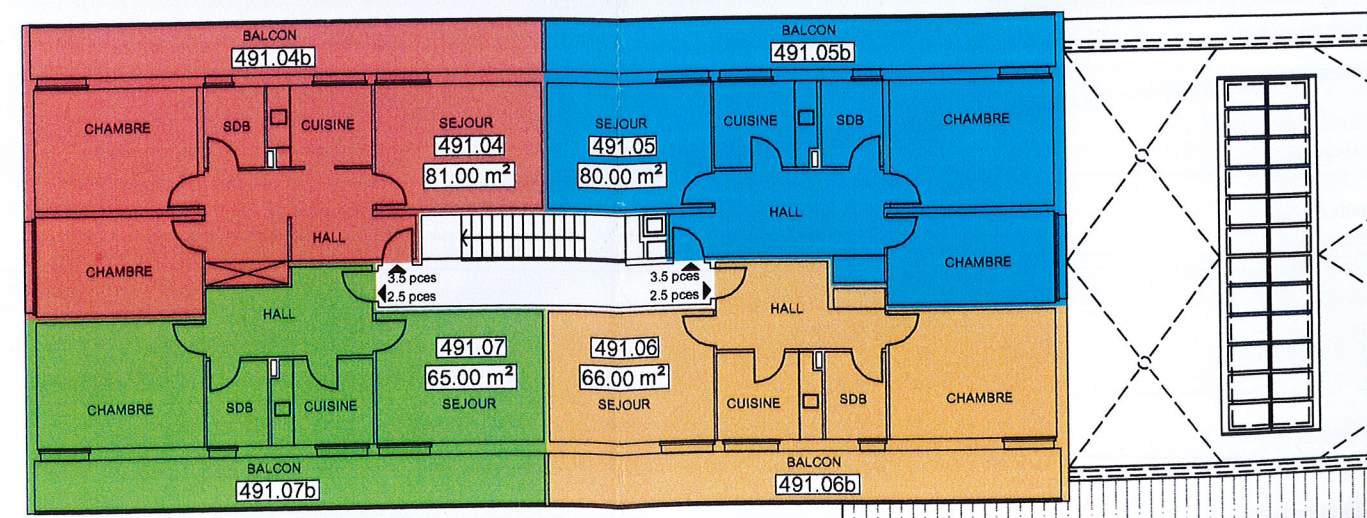 BALCON
491.04b
CHAMBRE
SDB
CUISINE
SEJOUR
491.04
81.00 m²
CHAMBRE
HALL
BALCON
491.05b
SEJOUR
491.05
80.00 m²
CUISINE
SDB
CHAMBRE
HALL
3.5 pces
2.5 pces
3.5 pces
2.5 pces
HALL
491.07
65.00 m²
SEJOUR
CHAMBRE
SDB
CUISINE
BALCON
491.07b
HALL
491.06
66.00 m²
SEJOUR
CUISINE
SDB
CHAMBRE
BALCON
491.06b